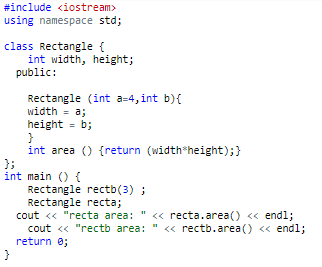 #include <iostream>
using namespace std;
class Rectangle {
int width, height;
public:
Rectangle (int a=4,int b){
width = a;
height = b;
}
int area () {return (width*height);}
};
int main () {
Rectangle rectb(3) ;
Rectangle recta;
cout << "recta area: " << recta.area() << endl;
cout << "rectb area: " << rectb.area() << endl;
return 0;
}